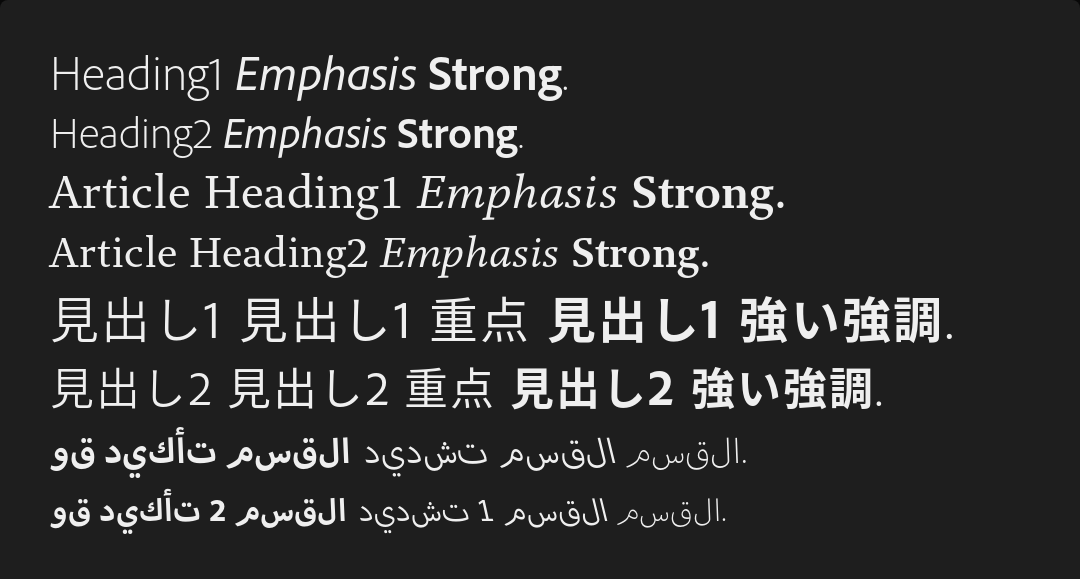 Heading1 Emphasis Strong.
Heading2 Emphasis Strong.
Article Heading1 Emphasis Strong.
Article Heading2 Emphasis Strong.
見出し1 見出し1 重点 見出し1 強い強調.
見出し2 見出し2 重点 見出し2 強い強調.
القسم القسم تشديد القسم تأكيد قو.
القسم القسم 1 تشديد القسم 2 تأكيد قو.